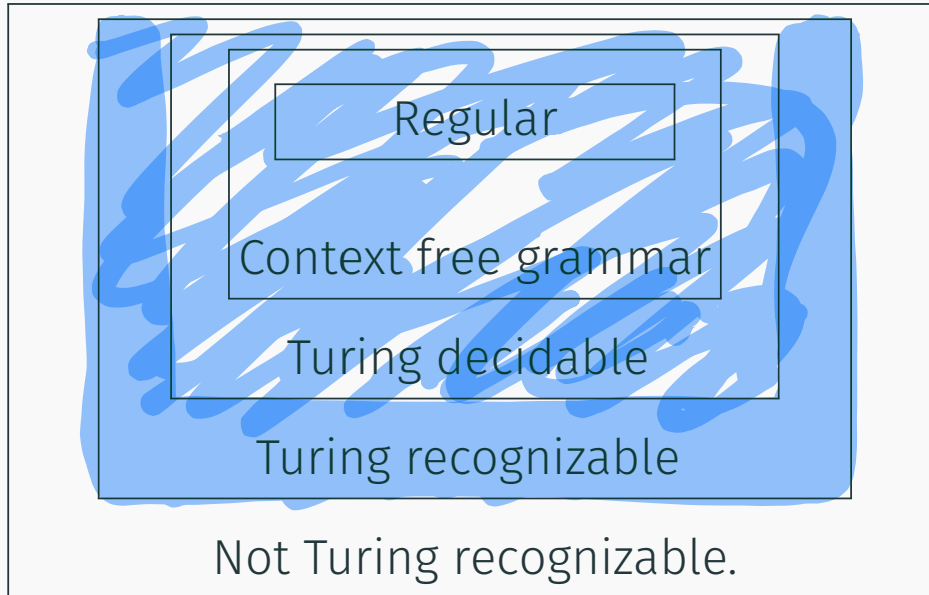 Regular
Context free grammar
Turing decidable
Turing recognizable
Not Turing recognizable.